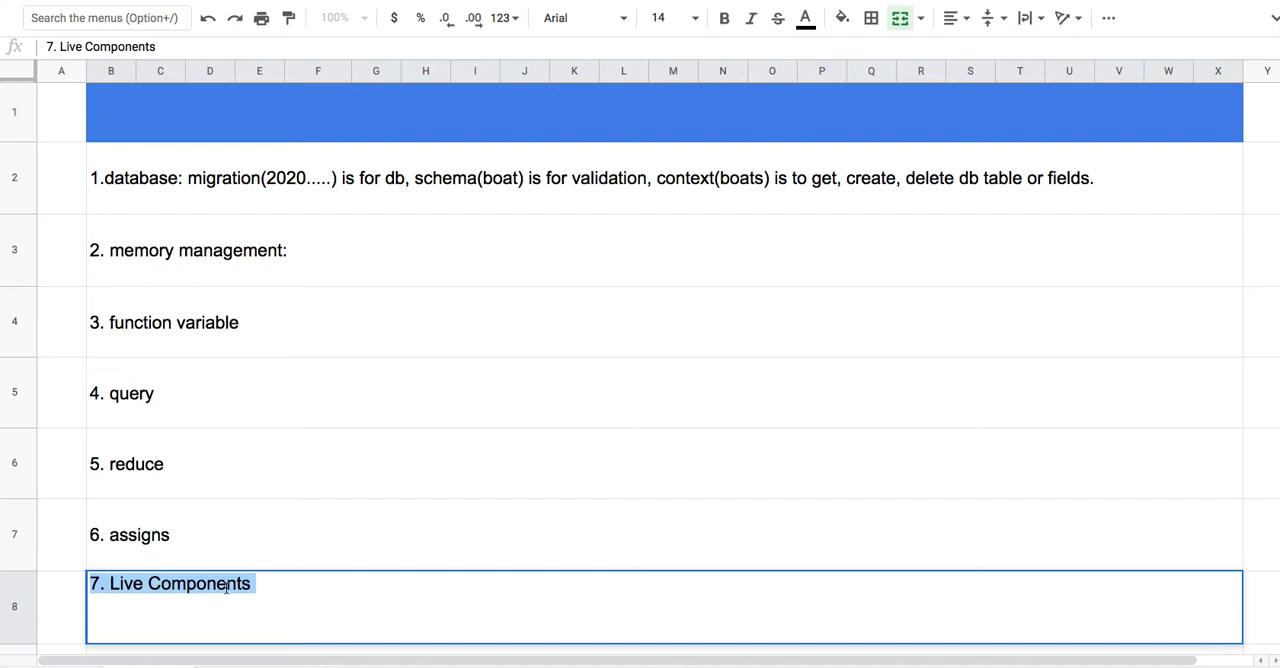 Search the menus (Option+/) 100% $ % .0 .00 123 Arial 14 B I S A
fx 7. Live Components
A B C D E F G H I J K L M N O P Q R S T U V W X Y
1
2 1.database: migration(2020.....) is for db, schema(boat) is for validation, context(boats) is to get, create, delete db table or fields.
3 2. memory management:
4 3. function variable
5 4. query
6 5. reduce
7 6. assigns
8 7. Live Components